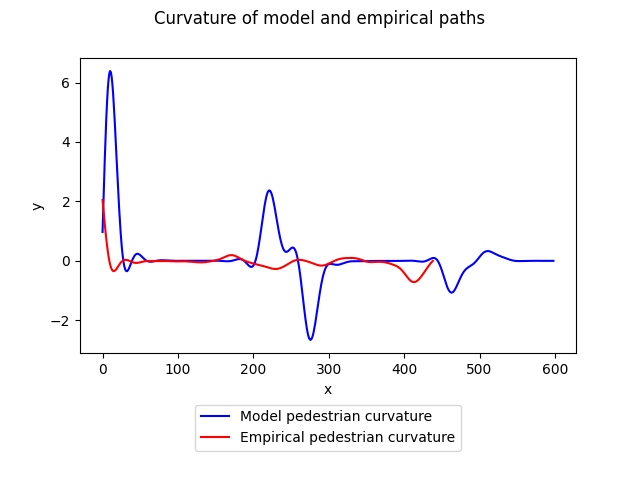 Curvature of model and empirical paths
6
4
2
0
−2
y
0 100 200 300 400 500 600
x
Model pedestrian curvature
Empirical pedestrian curvature